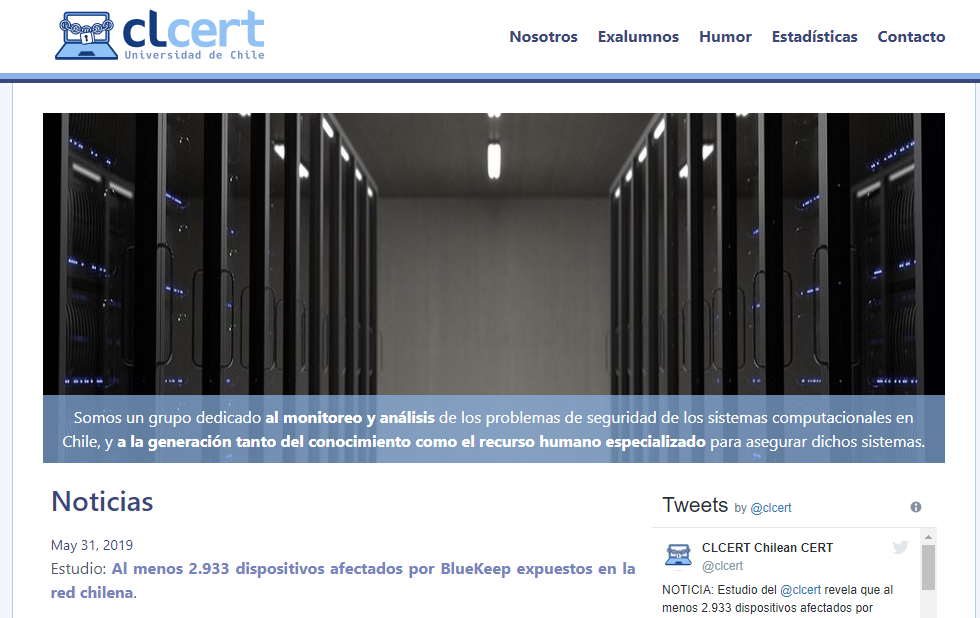 clcert
Universidad de Chile
Nosotros Exalumnos Humor Estadísticas Contacto
Somos un grupo dedicado al monitoreo y análisis de los problemas de seguridad de los sistemas computacionales en
Chile, y a la generación tanto del conocimiento como el recurso humano especializado para asegurar dichos sistemas.
Noticias
May 31, 2019
Estudio: Al menos 2.933 dispositivos afectados por BlueKeep expuestos en la
red chilena.
Tweets by @clcert
CLCERT Chilean CERT
@clcert
NOTICIA: Estudio del @clcert revela que al
menos 2.933 dispositivos afectados por